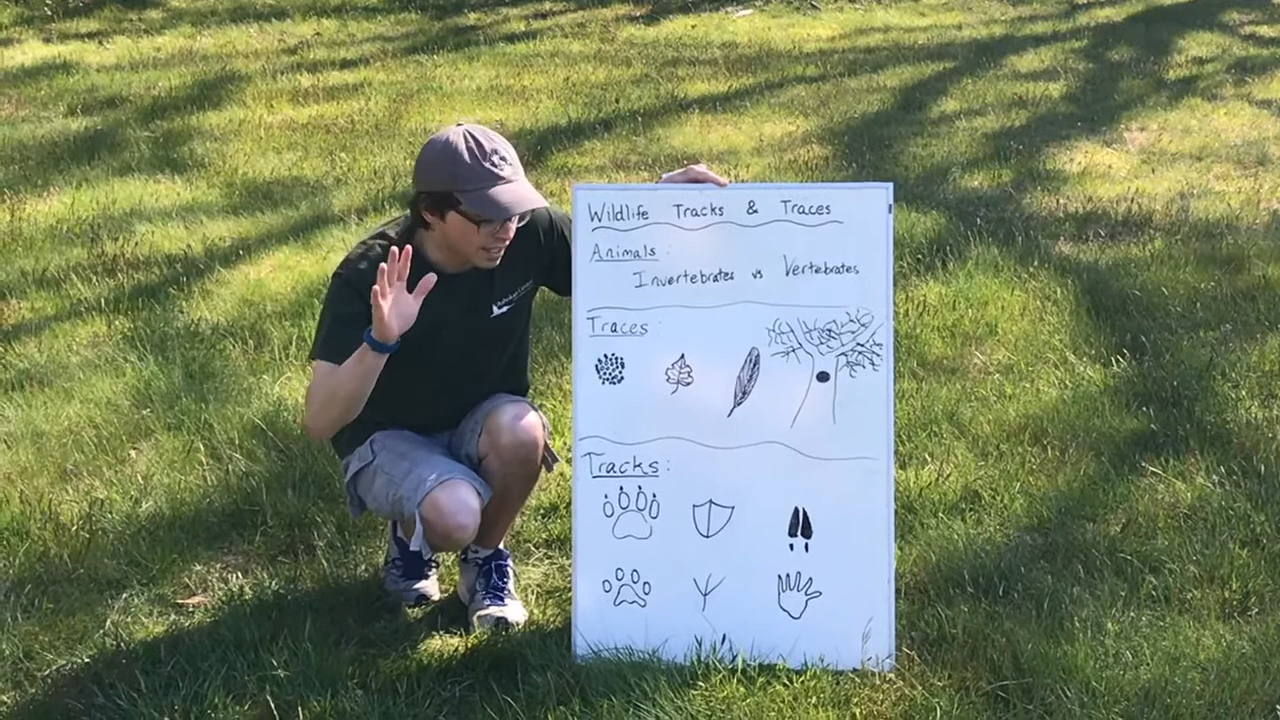 Wildlife Tracks & Traces
Animals :
Invertebrates vs Vertebrates
Traces :
Tracks :